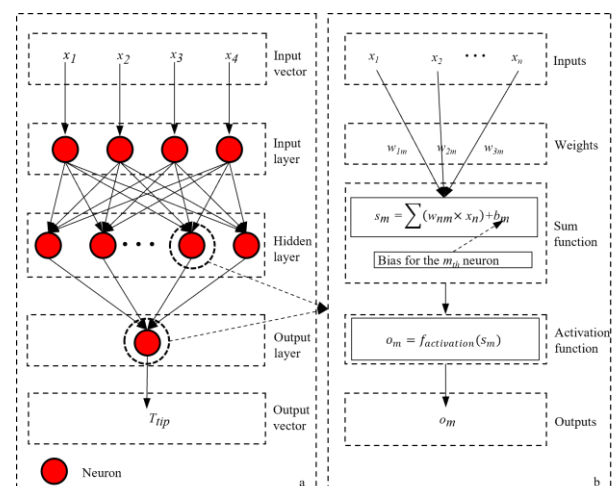 x1 x2 x3 x4
Input
vector
Input
layer
• • •
Hidden
layer
Output
layer
Ttip
Output
vector
Neuron
a
x1 x2 • • • xn
Inputs
w1m w2m w3m
Weights
sm = ∑(wnm × xn)+bm
Bias for the mth neuron
Sum
function
om = factivation(sm)
Activation
function
om
Outputs
b